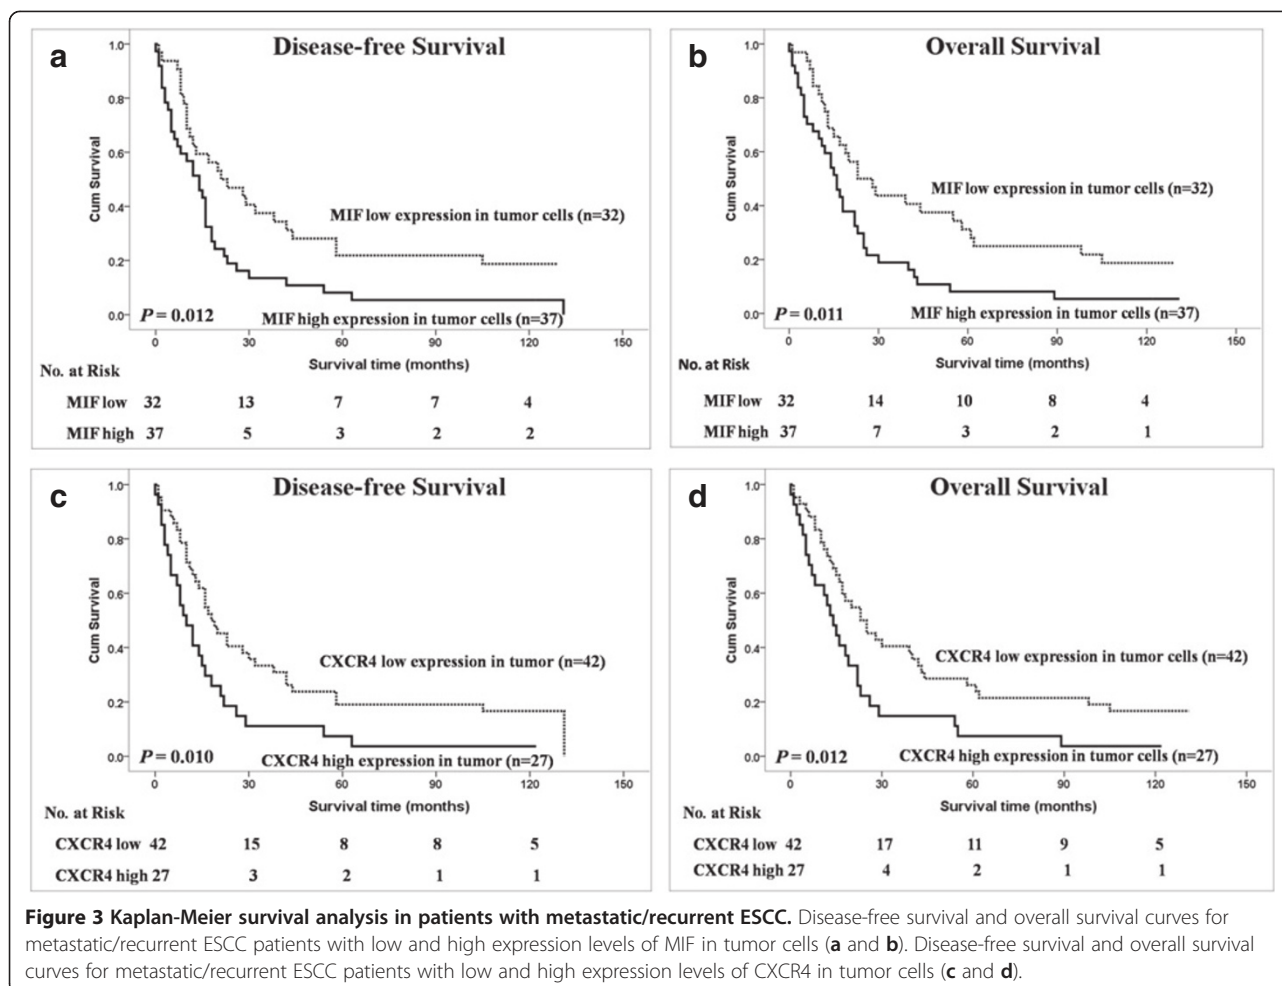 a
Disease-free Survival
1.0
0.8
0.6
0.4
0.2
0.0
Cum Survival
MIF low expression in tumor cells (n=32)
P = 0.012
MIF high expression in tumor cells (n=37)
0 30 60 90 120 150
Survival time (months)
No. at Risk
MIF low 32 13 7 7 4
MIF high 37 5 3 2 2
b
Overall Survival
1.0
0.8
0.6
0.4
0.2
0.0
Cum Survival
MIF low expression in tumor cells (n=32)
P = 0.011
MIF high expression in tumor cells (n=37)
0 30 60 90 120 150
Survival time (months)
No. at Risk
MIF low 32 14 10 8 4
MIF high 37 7 3 2 1
c
Disease-free Survival
1.0
0.8
0.6
0.4
0.2
0.0
Cum Survival
CXCR4 low expression in tumor (n=42)
P = 0.010
CXCR4 high expression in tumor (n=27)
0 30 60 90 120 150
Survival time (months)
No. at Risk
CXCR4 low 42 15 8 8 5
CXCR4 high 27 3 2 1 1
d
Overall Survival
1.0
0.8
0.6
0.4
0.2
0.0
Cum Survival
CXCR4 low expression in tumor cells (n=42)
P = 0.012
CXCR4 high expression in tumor cells (n=27)
0 30 60 90 120 150
Survival time (months)
No. at Risk
CXCR4 low 42 17 11 9 5
CXCR4 high 27 4 2 1 1
Figure 3 Kaplan-Meier survival analysis in patients with metastatic/recurrent ESCC. Disease-free survival and overall survival curves for
metastatic/recurrent ESCC patients with low and high expression levels of MIF in tumor cells (a and b). Disease-free survival and overall survival
curves for metastatic/recurrent ESCC patients with low and high expression levels of CXCR4 in tumor cells (c and d).